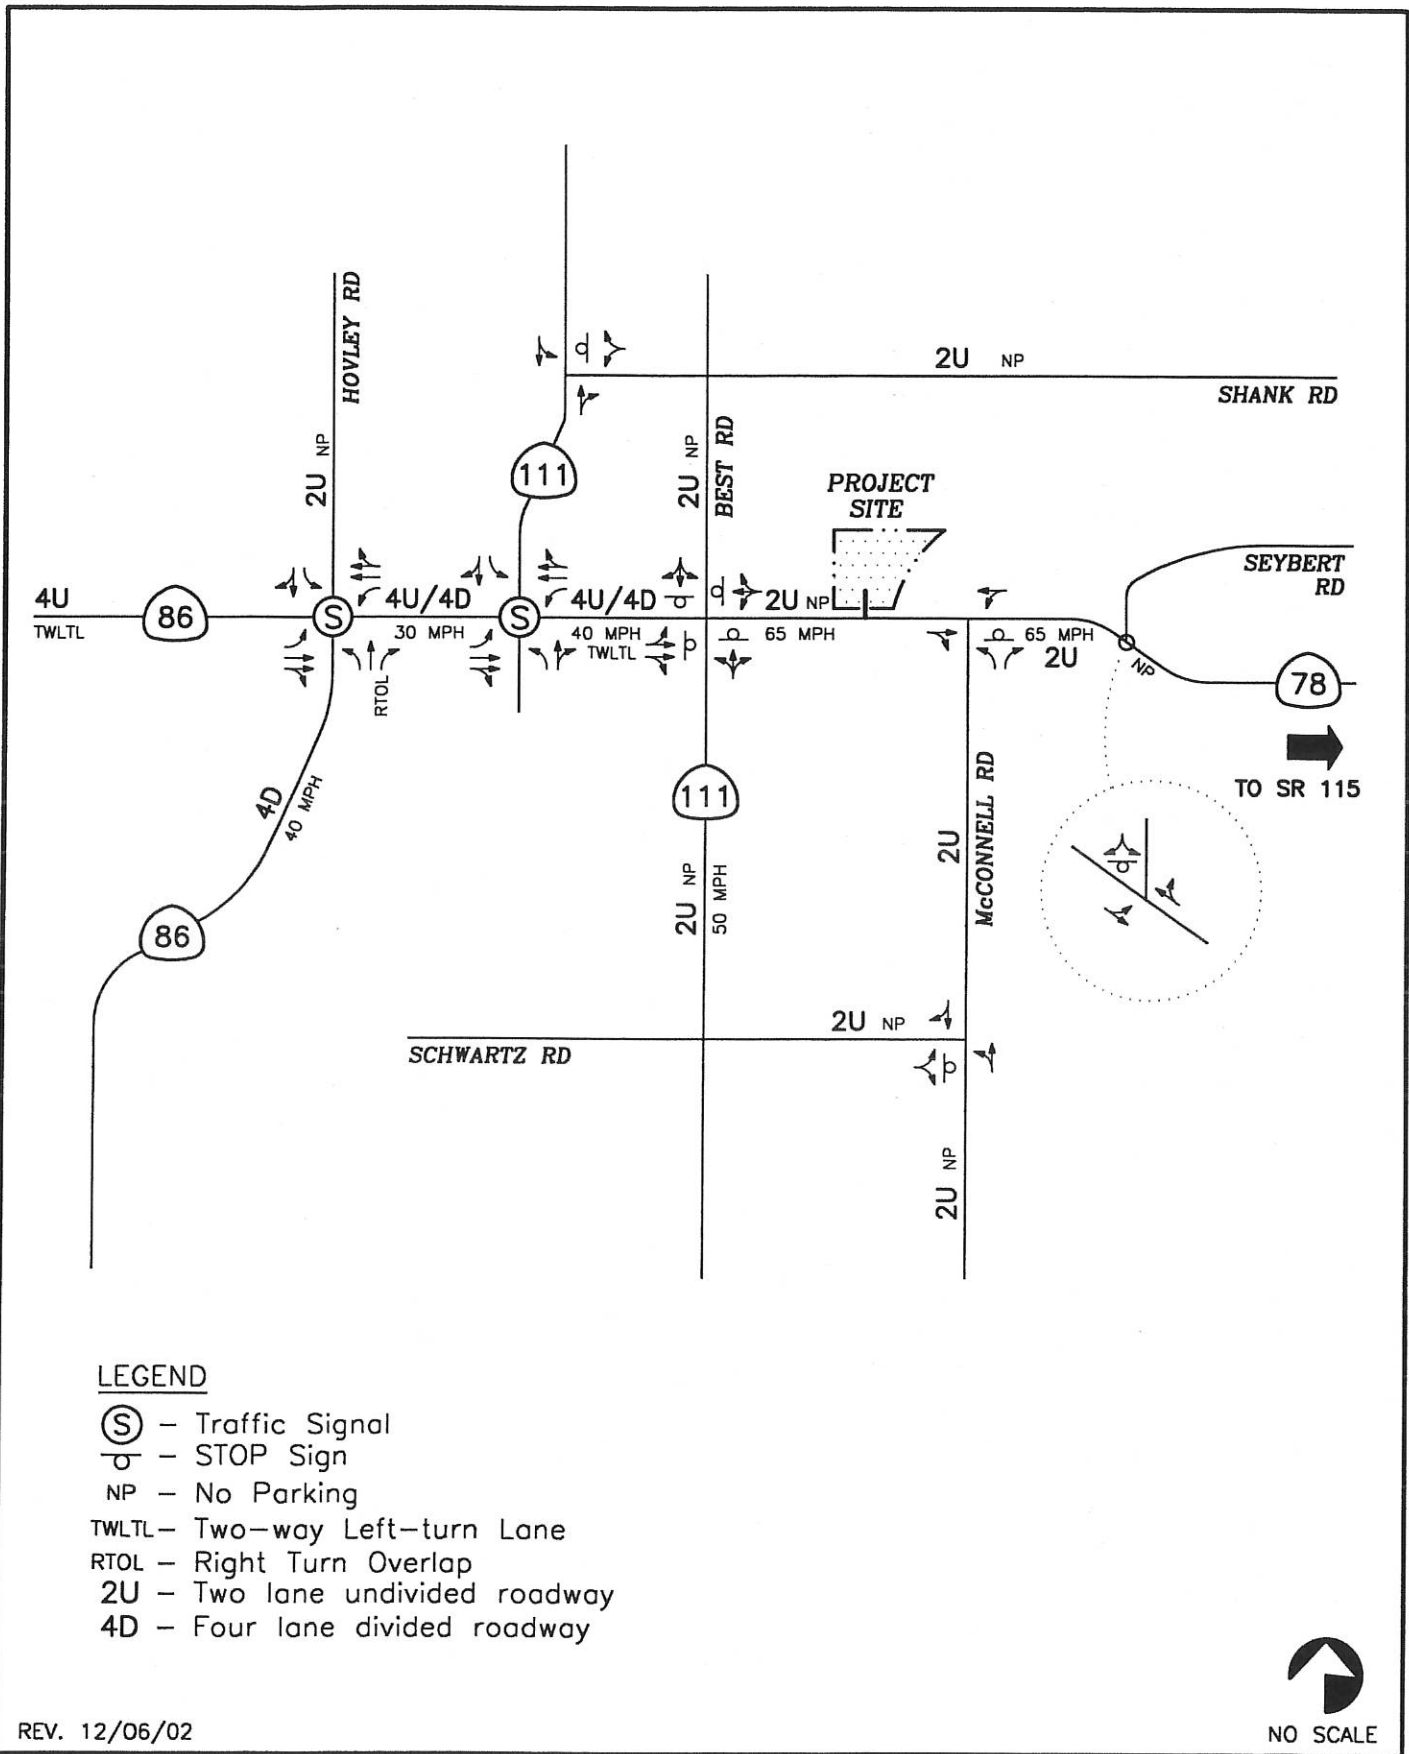 HOVLEY RD
2U NP
2U NP
SHANK RD
111
2U NP
BEST RD
PROJECT
SITE
SEYBERT
RD
4U
TWLTL
86
S
4U/4D
30 MPH
S
4U/4D
40 MPH
TWLTL
2U NP
65 MPH
65 MPH
2U
NP
78
RTOL
TO SR 115
4D
40 MPH
111
2U NP
50 MPH
2U
McCONNELL RD
86
2U NP
SCHWARTZ RD
2U NP
LEGEND
S – Traffic Signal
– STOP Sign
NP – No Parking
TWLTL – Two–way Left–turn Lane
RTOL – Right Turn Overlap
2U – Two lane undivided roadway
4D – Four lane divided roadway
REV. 12/06/02
NO SCALE